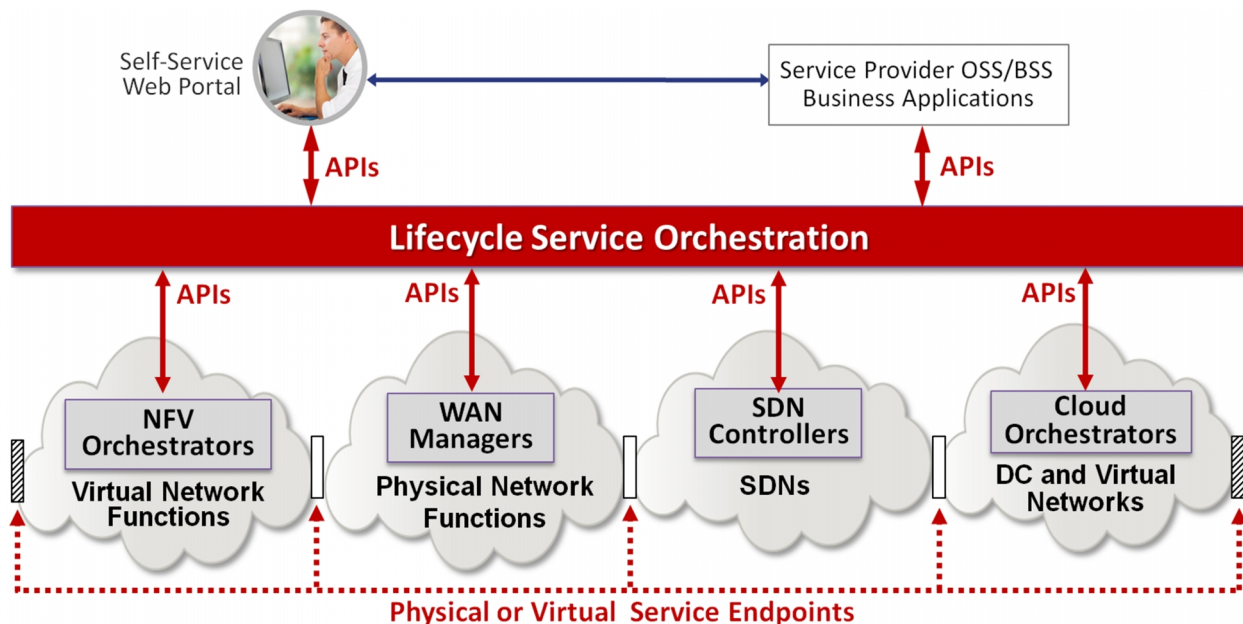 Self-Service
Web Portal
Service Provider OSS/BSS
Business Applications
APIs
APIs
Lifecycle Service Orchestration
APIs
APIs
APIs
APIs
NFV
Orchestrators
Virtual Network
Functions
WAN
Managers
Physical Network
Functions
SDN
Controllers
SDNs
Cloud
Orchestrators
DC and Virtual
Networks
Physical or Virtual Service Endpoints